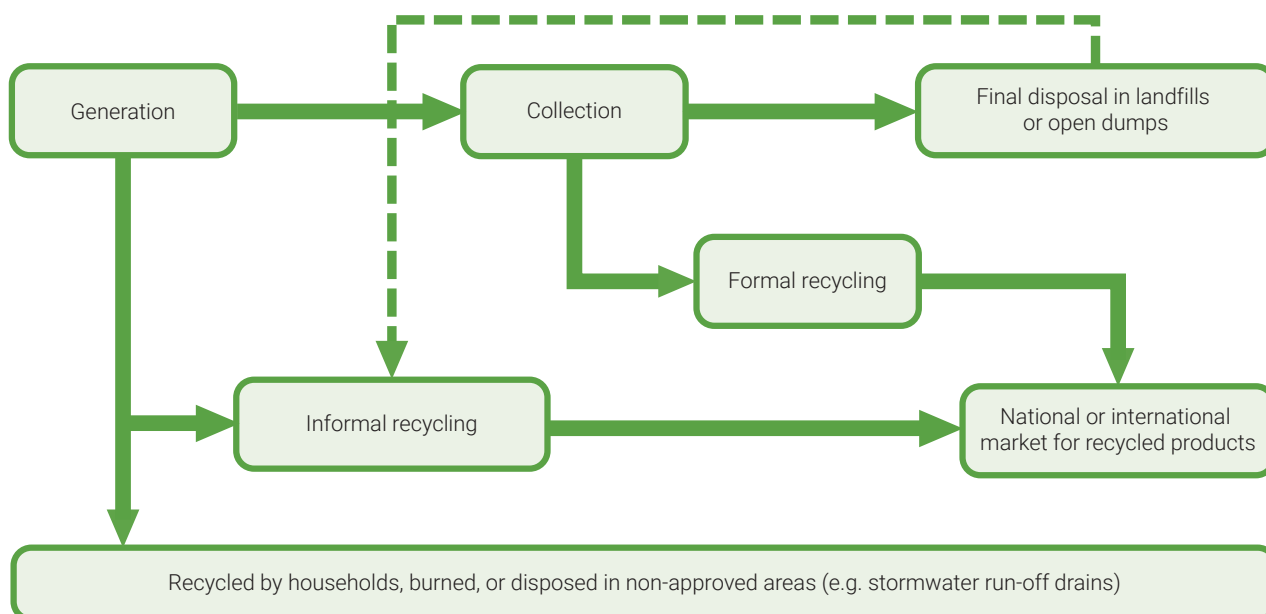 Generation
Collection
Final disposal in landfills
or open dumps
Formal recycling
Informal recycling
National or international
market for recycled products
Recycled by households, burned, or disposed in non-approved areas (e.g. stormwater run-off drains)